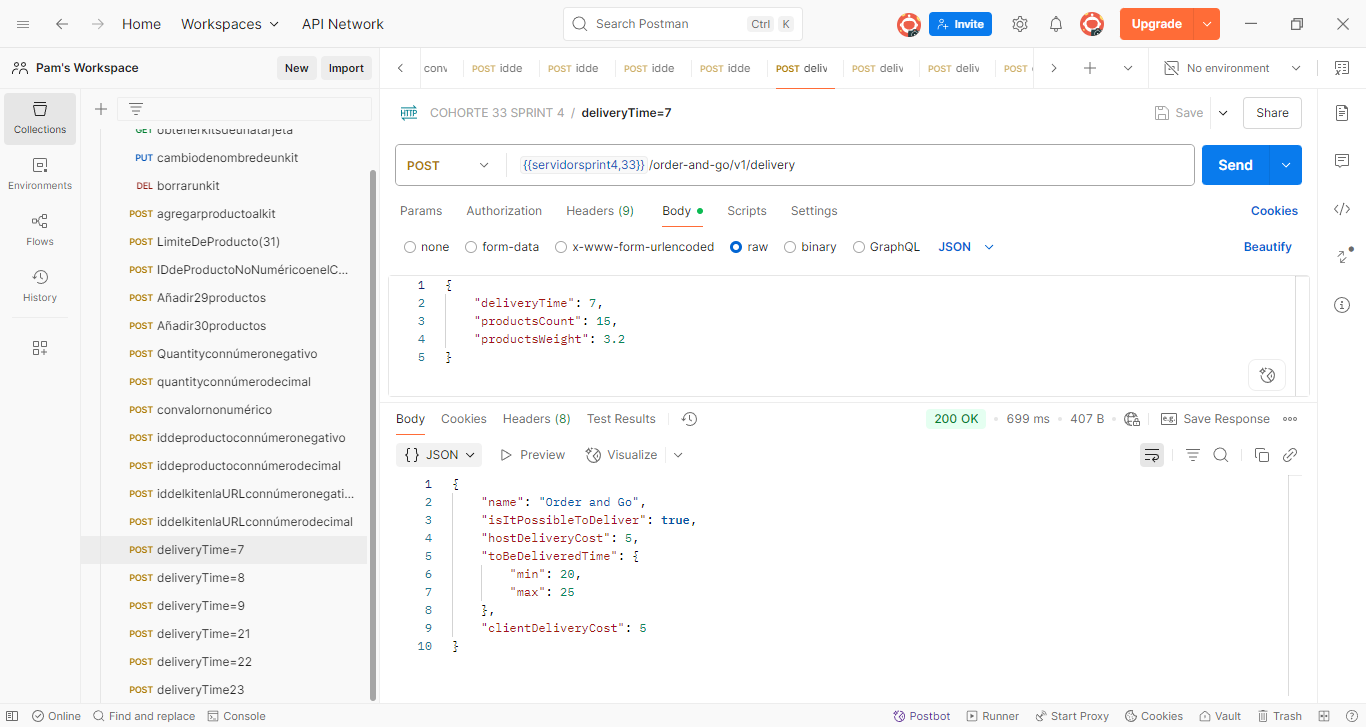 Home
Workspaces
API Network
Search Postman
Ctrl K
Invite
Upgrade
Pam's Workspace
New
Import
conv
POST idde
POST idde
POST idde
POST idde
POST deliv
POST deliv
POST deliv
POST
No environment
Collections
Environments
Flows
History
GET obtenerkitsdeunatarjeta
PUT cambiodenombredeunkit
DEL borrarunkit
POST agregarproductoalkit
POST LimiteDeProducto(31)
POST IDdeProductoNoNuméricoenelC...
POST Añadir29productos
POST Añadir30productos
POST Quantityconnúmeronegativo
POST quantityconnúmerodecimal
POST convalornonumérico
POST iddeproductoconnúmeronegativo
POST iddeproductoconnúmerodecimal
POST iddelkitenlaURLconnúmeronegati...
POST iddelkitenlaURLconnúmerodecimal
POST deliveryTime=7
POST deliveryTime=8
POST deliveryTime=9
POST deliveryTime=21
POST deliveryTime=22
POST deliveryTime23
HTTP COHORTE 33 SPRINT 4 / deliveryTime=7
Save
Share
POST
{{servidorsprint4,33}} /order-and-go/v1/delivery
Send
Params
Authorization
Headers (9)
Body
Scripts
Settings
Cookies
none
form-data
x-www-form-urlencoded
raw
binary
GraphQL
JSON
Beautify
1 {
2 "deliveryTime": 7,
3 "productsCount": 15,
4 "productsWeight": 3.2
5 }
Body
Cookies
Headers (8)
Test Results
200 OK
699 ms
407 B
e.g. Save Response
{} JSON
Preview
Visualize
1 {
2 "name": "Order and Go",
3 "isItPossibleToDeliver": true,
4 "hostDeliveryCost": 5,
5 "toBeDeliveredTime": {
6 "min": 20,
7 "max": 25
8 },
9 "clientDeliveryCost": 5
10 }
Online
Find and replace
Console
Postbot
Runner
Start Proxy
Cookies
Vault
Trash